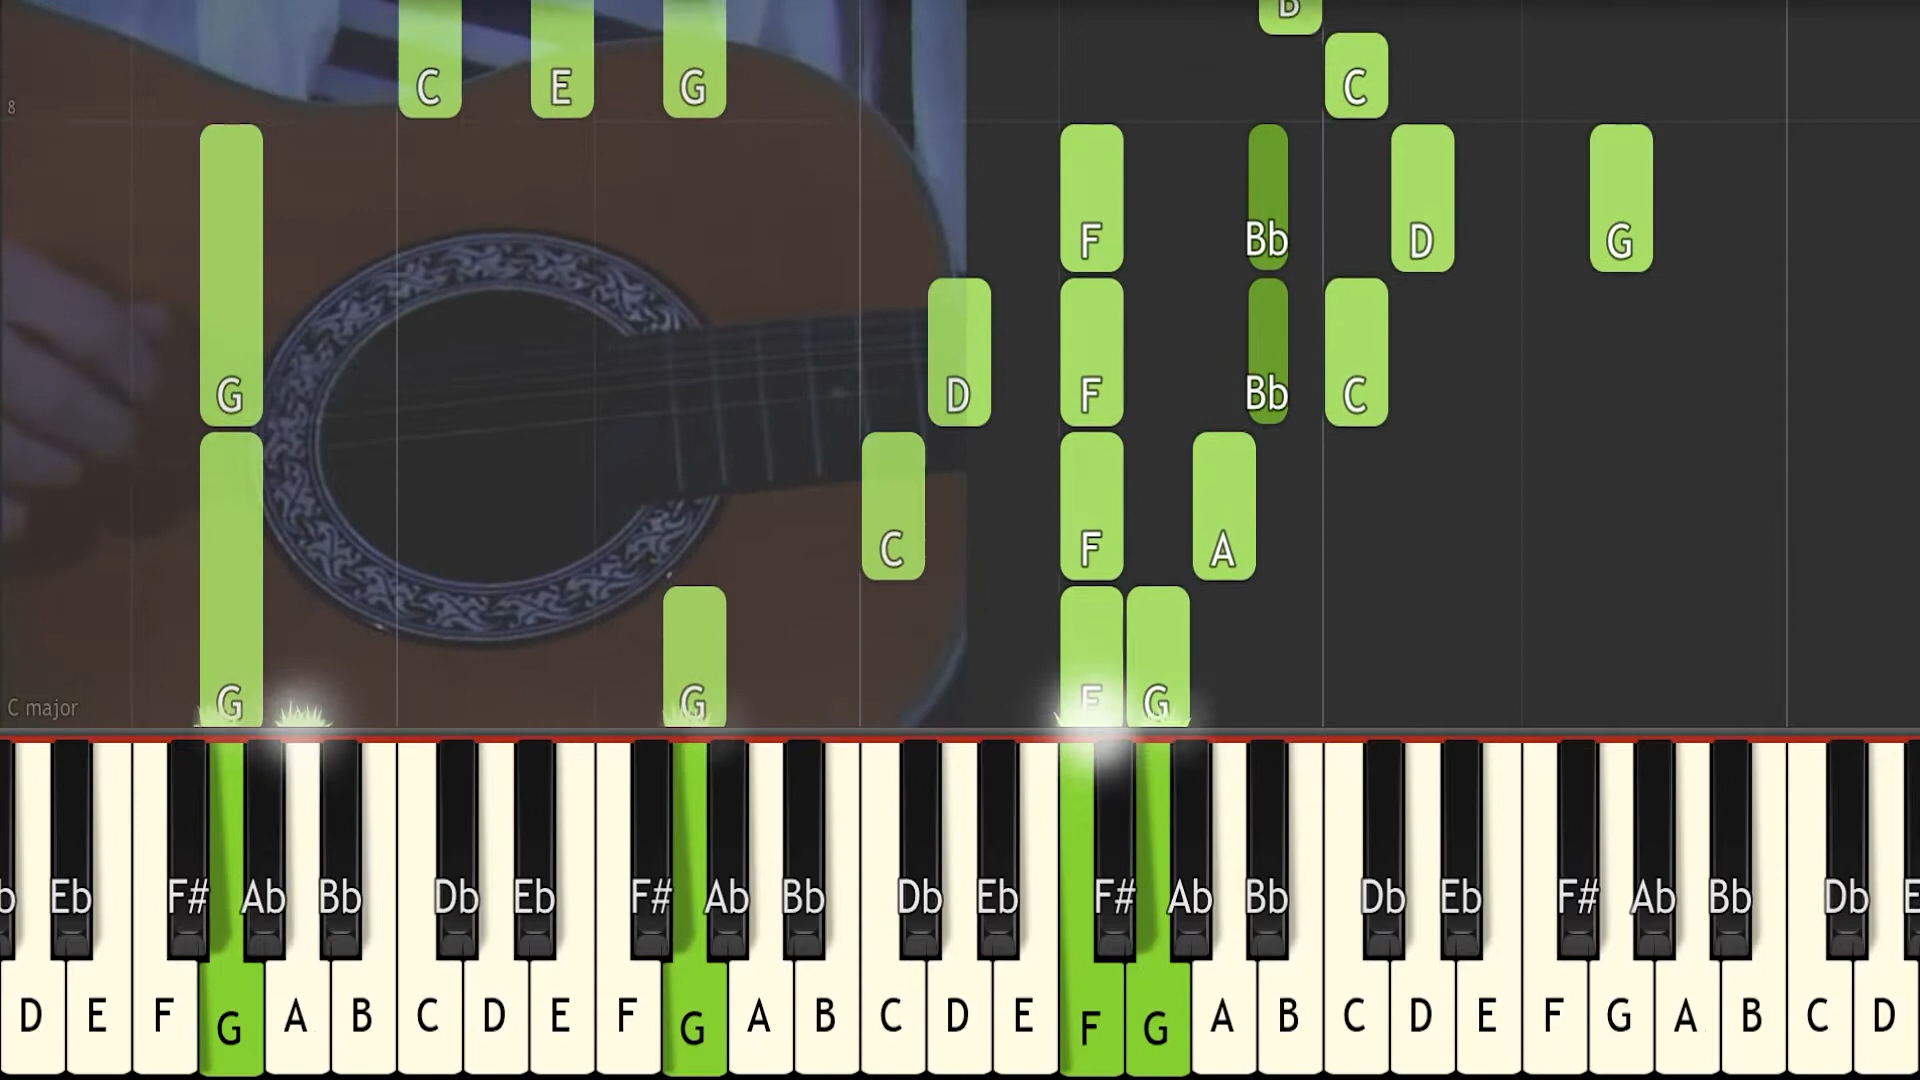 B
C E G C
8
F Bb D G
G D F Bb C
C F A
G G F G
C major
b Eb F# Ab Bb Db Eb F# Ab Bb Db Eb F# Ab Bb Db Eb F# Ab Bb Db E
D E F G A B C D E F G A B C D E F G A B C D E F G A B C D